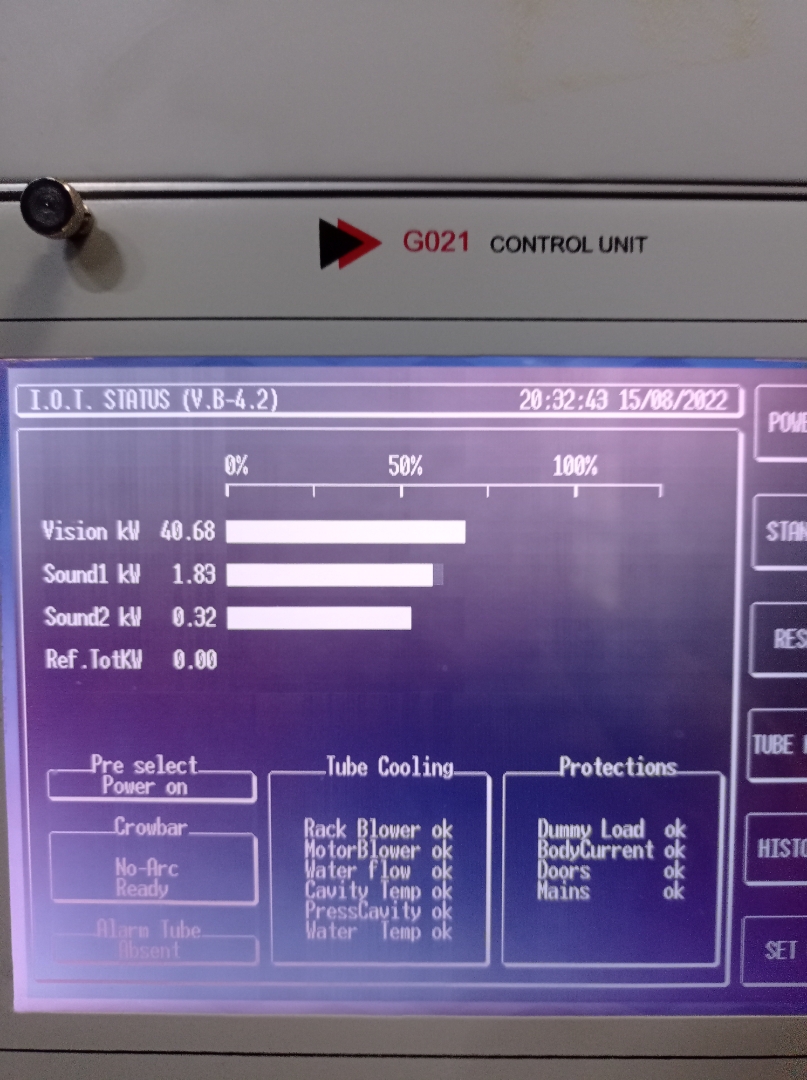 G021 CONTROL UNIT
I.O.T. STATUS (V.B-4.2) 20:32:43 15/08/2022
0% 50% 100%
Vision kW 40.68
Sound1 kW 1.83
Sound2 kW 0.32
Ref.TotKW 0.00
Pre select
Power on
Crowbar
No-Arc
Ready
Alarm Tube
Absent
Tube Cooling
Rack Blower ok
MotorBlower ok
Water flow ok
Cavity Temp ok
PressCavity ok
Water Temp ok
Protections
Dummy Load ok
BodyCurrent ok
Doors ok
Mains ok
TUBE
SET